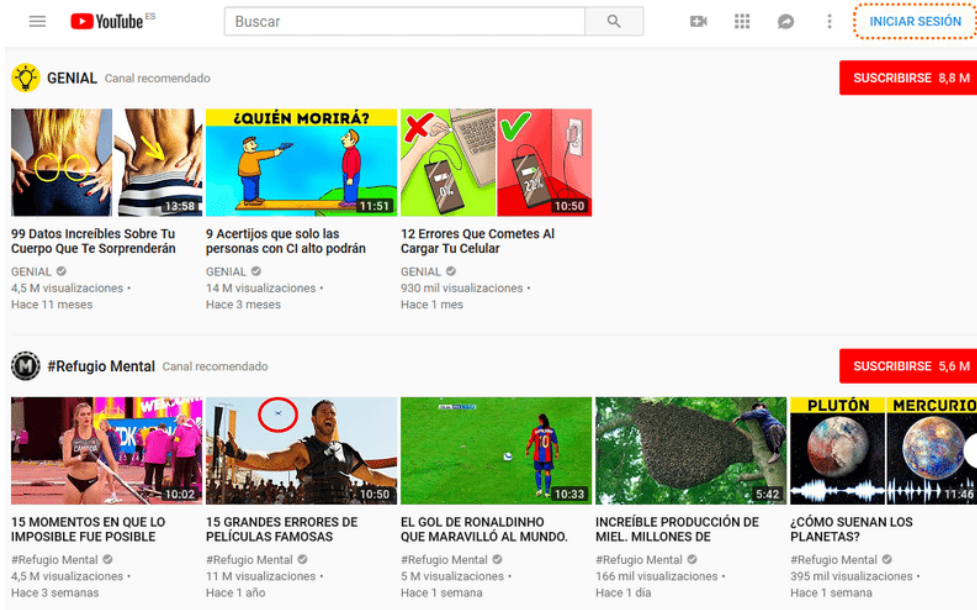 YouTube ES
Buscar
INICIAR SESIÓN
GENIAL Canal recomendado
SUSCRIBIRSE 8,8 M
13:58
¿QUIÉN MORIRÁ?
11:51
0%
22%
10:50
99 Datos Increíbles Sobre Tu
Cuerpo Que Te Sorprenderán
GENIAL
4,5 M visualizaciones •
Hace 11 meses
9 Acertijos que solo las
personas con CI alto podrán
GENIAL
14 M visualizaciones •
Hace 3 meses
12 Errores Que Cometes Al
Cargar Tu Celular
GENIAL
930 mil visualizaciones •
Hace 1 mes
M
#Refugio Mental Canal recomendado
SUSCRIBIRSE 5,6 M
CANADA
10:02
10:50
10
10:33
5:42
PLUTÓN MERCURIO
11:46
15 MOMENTOS EN QUE LO
IMPOSIBLE FUE POSIBLE
#Refugio Mental
4,5 M visualizaciones •
Hace 3 semanas
15 GRANDES ERRORES DE
PELÍCULAS FAMOSAS
#Refugio Mental
11 M visualizaciones •
Hace 1 año
EL GOL DE RONALDINHO
QUE MARAVILLÓ AL MUNDO.
#Refugio Mental
5 M visualizaciones •
Hace 1 semana
INCREÍBLE PRODUCCIÓN DE
MIEL. MILLONES DE
#Refugio Mental
166 mil visualizaciones •
Hace 1 día
¿CÓMO SUENAN LOS
PLANETAS?
#Refugio Mental
395 mil visualizaciones •
Hace 1 semana